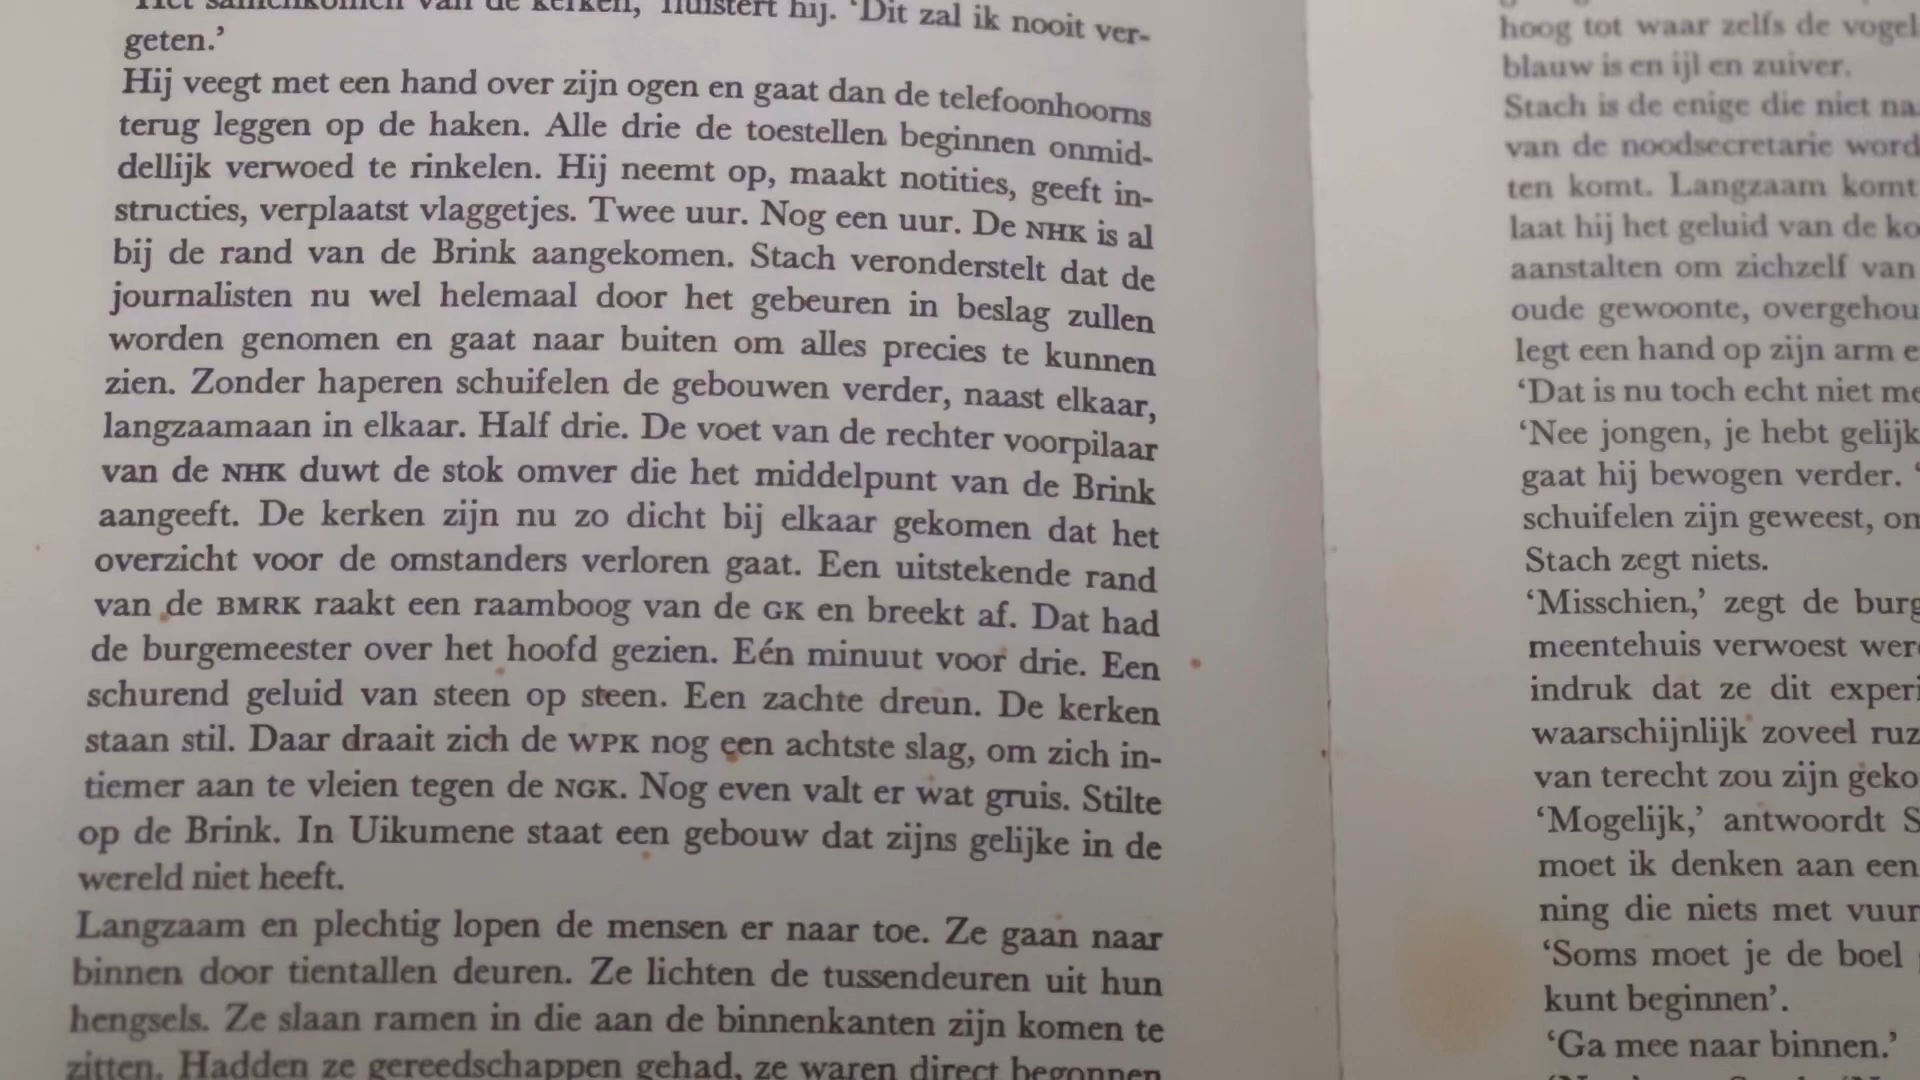 Het samenkomen van de kerken,’ fluistert hij. ‘Dit zal ik nooit ver-
geten.’
Hij veegt met een hand over zijn ogen en gaat dan de telefoonhoorns
terug leggen op de haken. Alle drie de toestellen beginnen onmid-
dellijk verwoed te rinkelen. Hij neemt op, maakt notities, geeft in-
structies, verplaatst vlaggetjes. Twee uur. Nog een uur. De NHK is al
bij de rand van de Brink aangekomen. Stach veronderstelt dat de
journalisten nu wel helemaal door het gebeuren in beslag zullen
worden genomen en gaat naar buiten om alles precies te kunnen
zien. Zonder haperen schuifelen de gebouwen verder, naast elkaar,
langzaamaan in elkaar. Half drie. De voet van de rechter voorpilaar
van de NHK duwt de stok omver die het middelpunt van de Brink
aangeeft. De kerken zijn nu zo dicht bij elkaar gekomen dat het
overzicht voor de omstanders verloren gaat. Een uitstekende rand
van de BMRK raakt een raamboog van de GK en breekt af. Dat had
de burgemeester over het hoofd gezien. Eén minuut voor drie. Een
schurend geluid van steen op steen. Een zachte dreun. De kerken
staan stil. Daar draait zich de WPK nog een achtste slag, om zich in-
tiemer aan te vleien tegen de NGK. Nog even valt er wat gruis. Stilte
op de Brink. In Uikumene staat een gebouw dat zijns gelijke in de
wereld niet heeft.
Langzaam en plechtig lopen de mensen er naar toe. Ze gaan naar
binnen door tientallen deuren. Ze lichten de tussendeuren uit hun
hengsels. Ze slaan ramen in die aan de binnenkanten zijn komen te
zitten. Hadden ze gereedschappen gehad, ze waren direct begonnen
hoog tot waar zelfs de vogel
blauw is en ijl en zuiver.
Stach is de enige die niet na
van de noodsecretarie word
ten komt. Langzaam komt
laat hij het geluid van de ko
aanstalten om zichzelf van
oude gewoonte, overgehou
legt een hand op zijn arm e
‘Dat is nu toch echt niet me
‘Nee jongen, je hebt gelijk
gaat hij bewogen verder. ‘
schuifelen zijn geweest, on
Stach zegt niets.
‘Misschien,’ zegt de burg
meentehuis verwoest were
indruk dat ze dit experi
waarschijnlijk zoveel ruz
van terecht zou zijn geko
‘Mogelijk,’ antwoordt S
moet ik denken aan een
ning die niets met vuur
‘Soms moet je de boel
kunt beginnen’.
‘Ga mee naar binnen.’